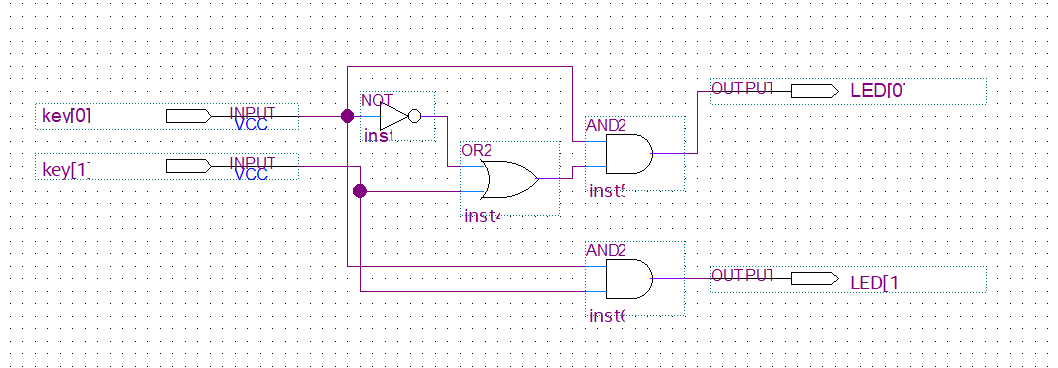 OUTPUT
LED[0]
NOT
key[0]
INPUT
VCC
AND2
inst
OR2
key[1]
INPUT
VCC
inst5
inst4
AND2
OUTPUT
LED[1
inst6